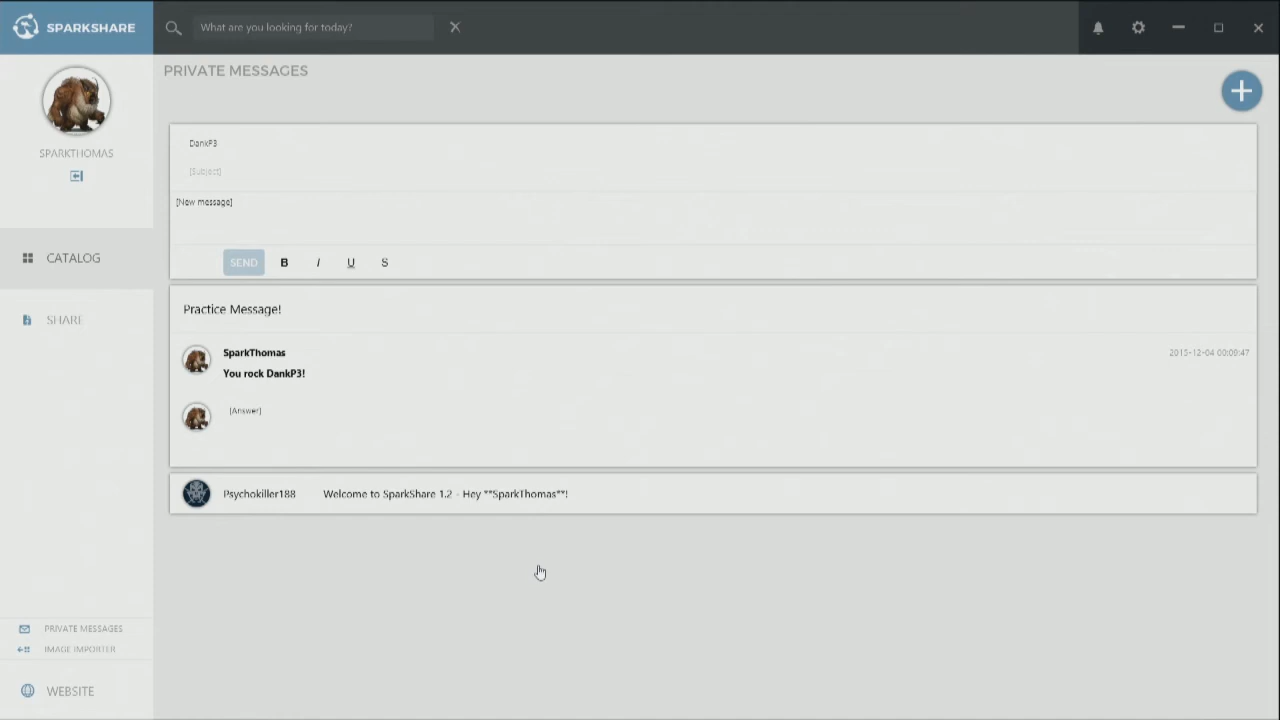 SPARKSHARE
What are you looking for today?
PRIVATE MESSAGES
SPARKTHOMAS
CATALOG
SHARE
PRIVATE MESSAGES
IMAGE IMPORTER
WEBSITE
DankP3
[Subject]
[New message]
SEND B I U S
Practice Message!
SparkThomas 2015-12-04 00:09:47
You rock DankP3!
[Answer]
Psychokiller188 Welcome to SparkShare 1.2 - Hey **SparkThomas**!